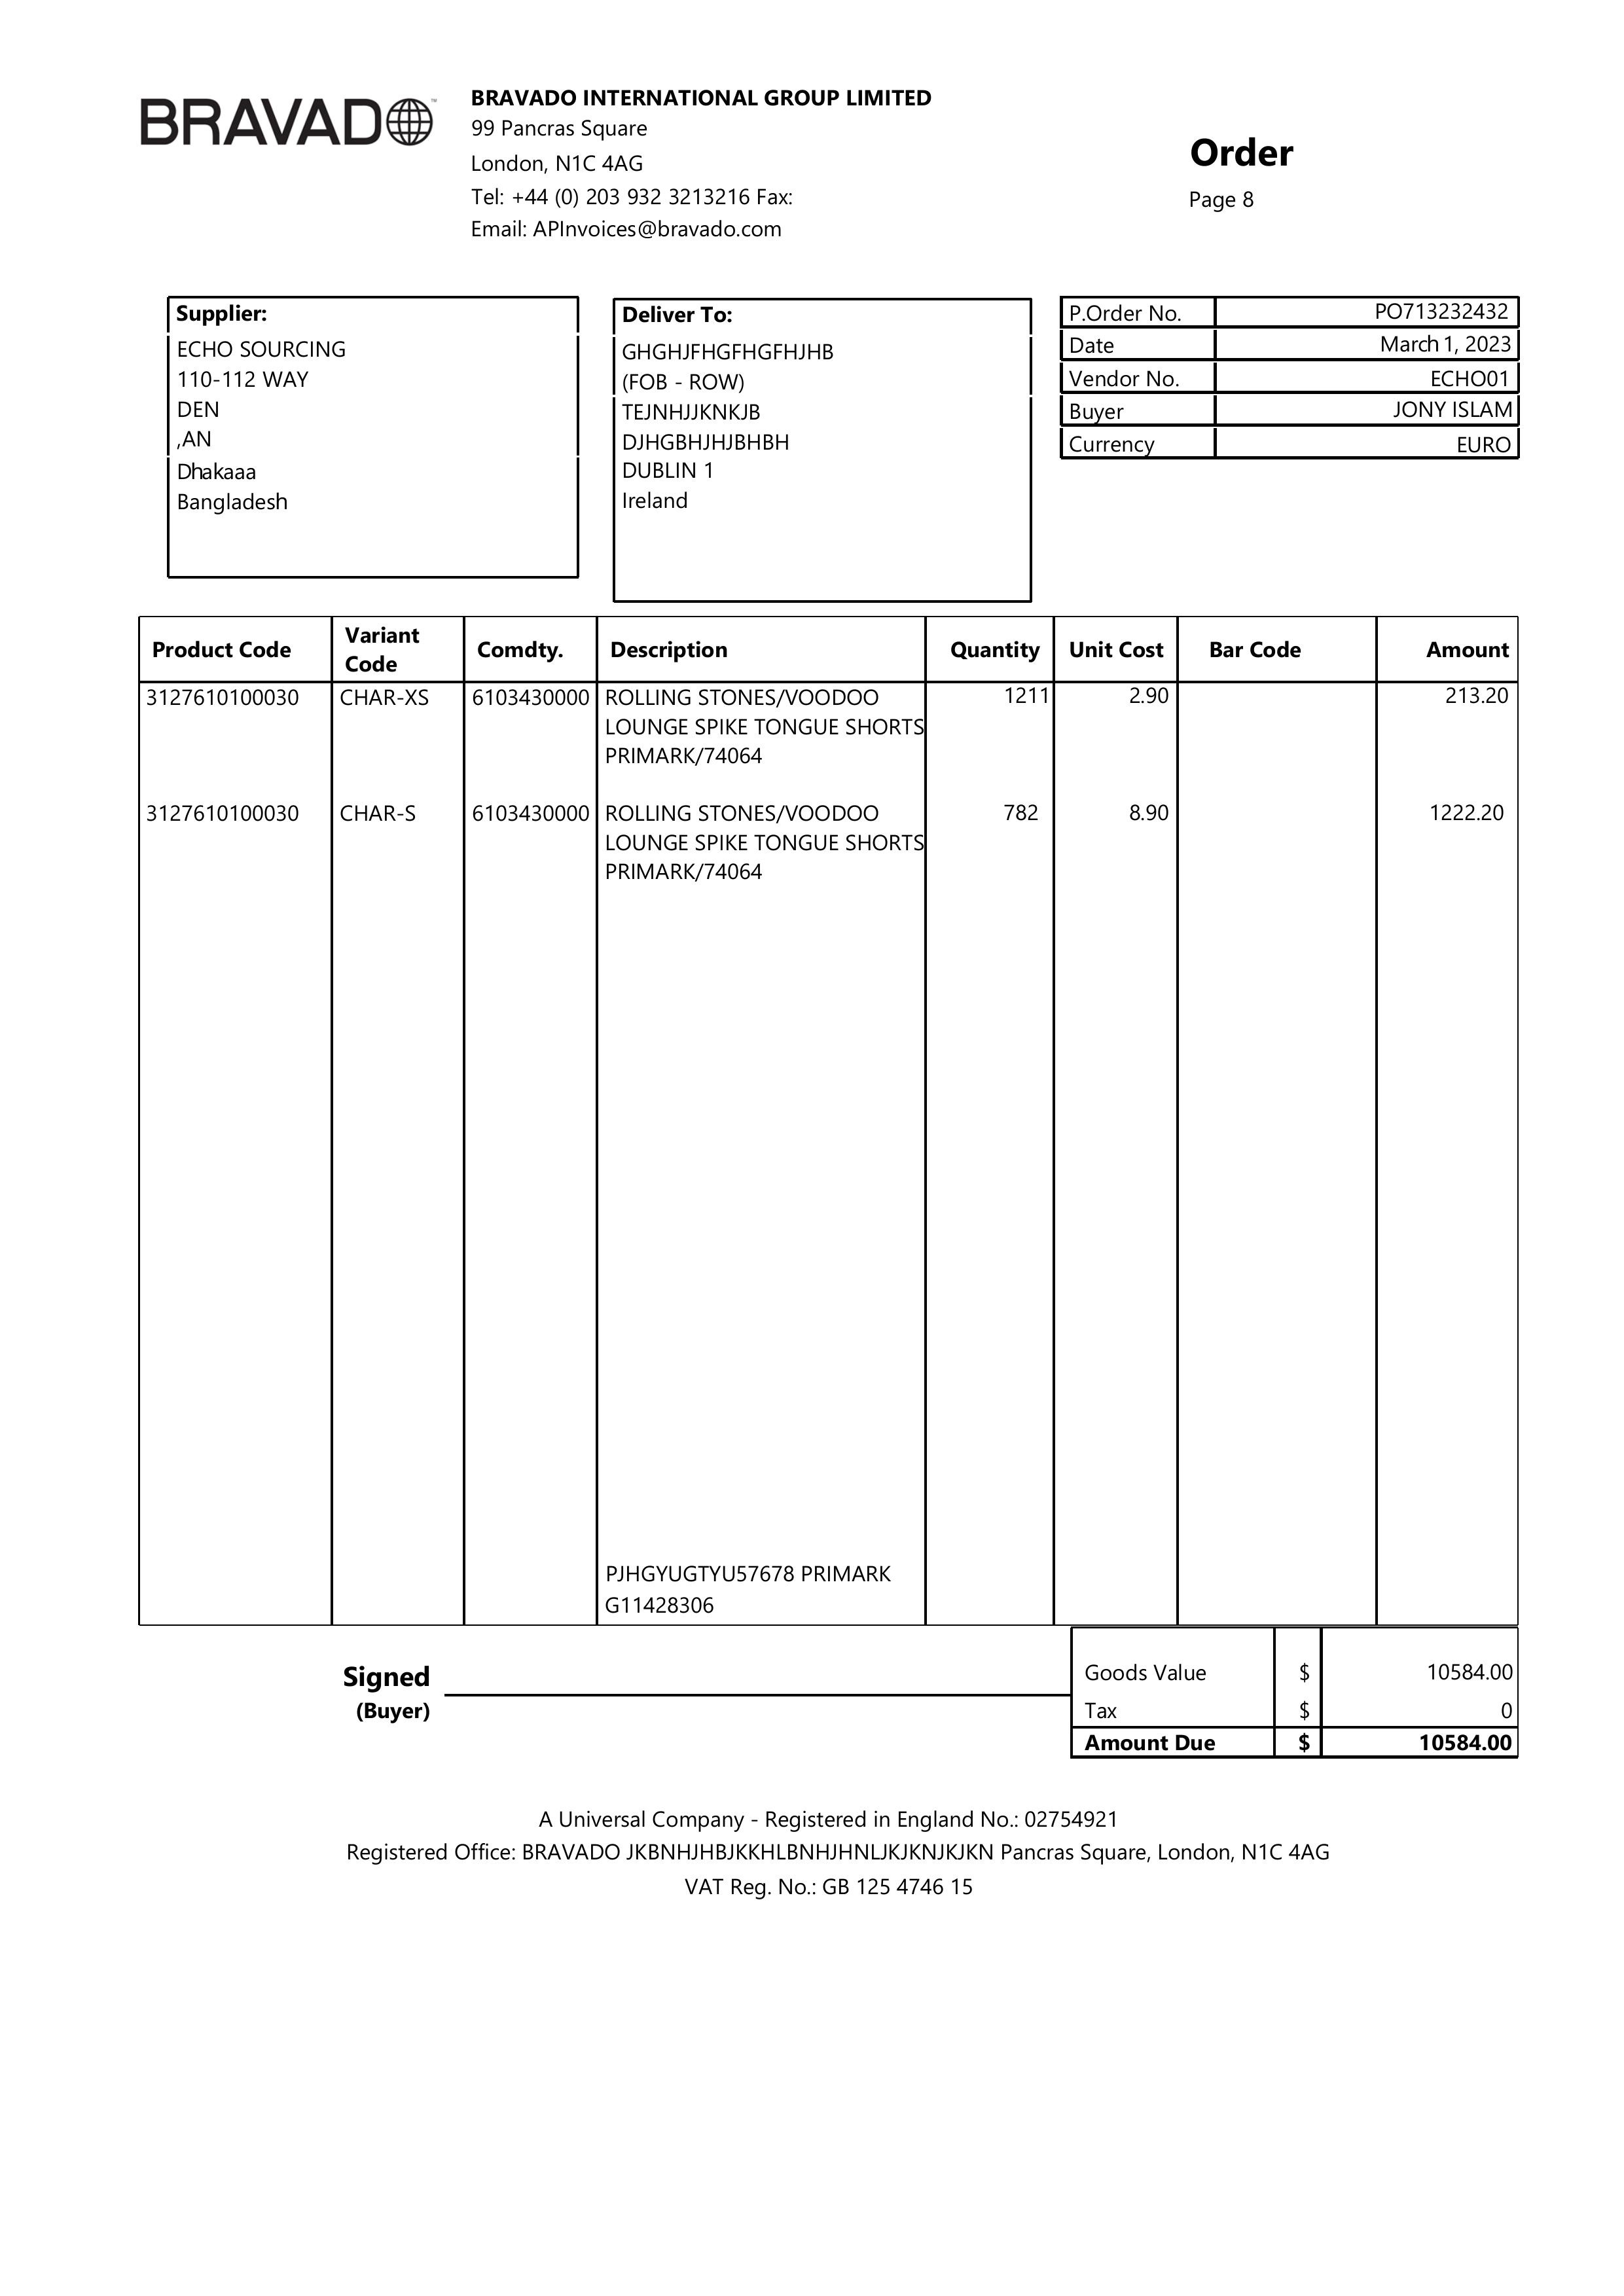 BRAVADO
BRAVADO INTERNATIONAL GROUP LIMITED
99 Pancras Square
London, N1C 4AG
Tel: +44 (0) 203 932 3213216 Fax:
Email: APInvoices@bravado.com
Order
Page 8
Supplier:
ECHO SOURCING
110-112 WAY
DEN
,AN
Dhakaaa
Bangladesh
Deliver To:
GHGHJFHGFHGFHJHB
(FOB - ROW)
TEJNHJJKNKJB
DJHGBHJHJBHBH
DUBLIN 1
Ireland
P.Order No. PO713232432
Date March 1, 2023
Vendor No. ECHO01
Buyer JONY ISLAM
Currency EURO
Product Code Variant Code Comdty. Description Quantity Unit Cost Bar Code Amount
3127610100030 CHAR-XS 6103430000 ROLLING STONES/VOODOO 1211 2.90 213.20
LOUNGE SPIKE TONGUE SHORTS
PRIMARK/74064
3127610100030 CHAR-S 6103430000 ROLLING STONES/VOODOO 782 8.90 1222.20
LOUNGE SPIKE TONGUE SHORTS
PRIMARK/74064
PJHGYUGTYU57678 PRIMARK
G11428306
Signed
(Buyer)
Goods Value $ 10584.00
Tax $ 0
Amount Due $ 10584.00
A Universal Company - Registered in England No.: 02754921
Registered Office: BRAVADO JKBNHJHBJKKHLBNHJHNLJKJKNJKJKN Pancras Square, London, N1C 4AG
VAT Reg. No.: GB 125 4746 15